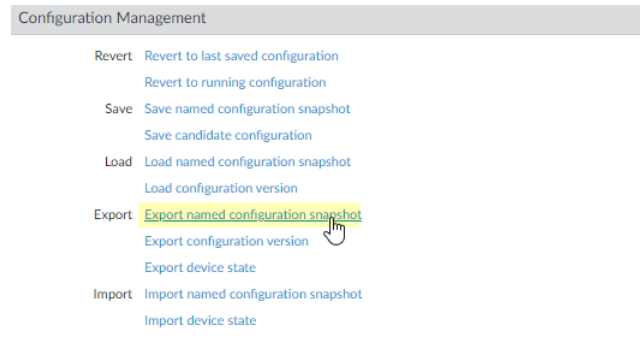 Configuration Management
Revert Revert to last saved configuration
Revert to running configuration
Save Save named configuration snapshot
Save candidate configuration
Load Load named configuration snapshot
Load configuration version
Export Export named configuration snapshot
Export configuration version
Export device state
Import Import named configuration snapshot
Import device state